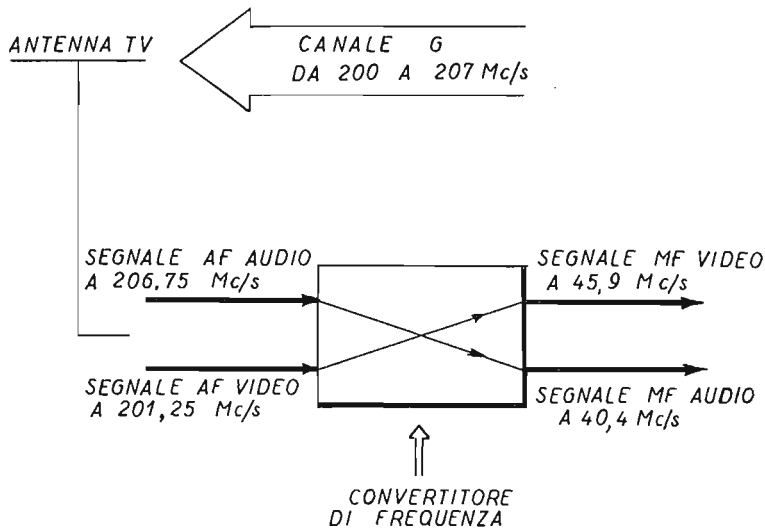 ANTENNA TV
CANALE G
DA 200 A 207 Mc/s
SEGNALE AF AUDIO
A 206,75 Mc/s
SEGNALE MF VIDEO
A 45,9 Mc/s
SEGNALE AF VIDEO
A 201,25 Mc/s
SEGNALE MF AUDIO
A 40,4 Mc/s
CONVERTITORE
DI FREQUENZA